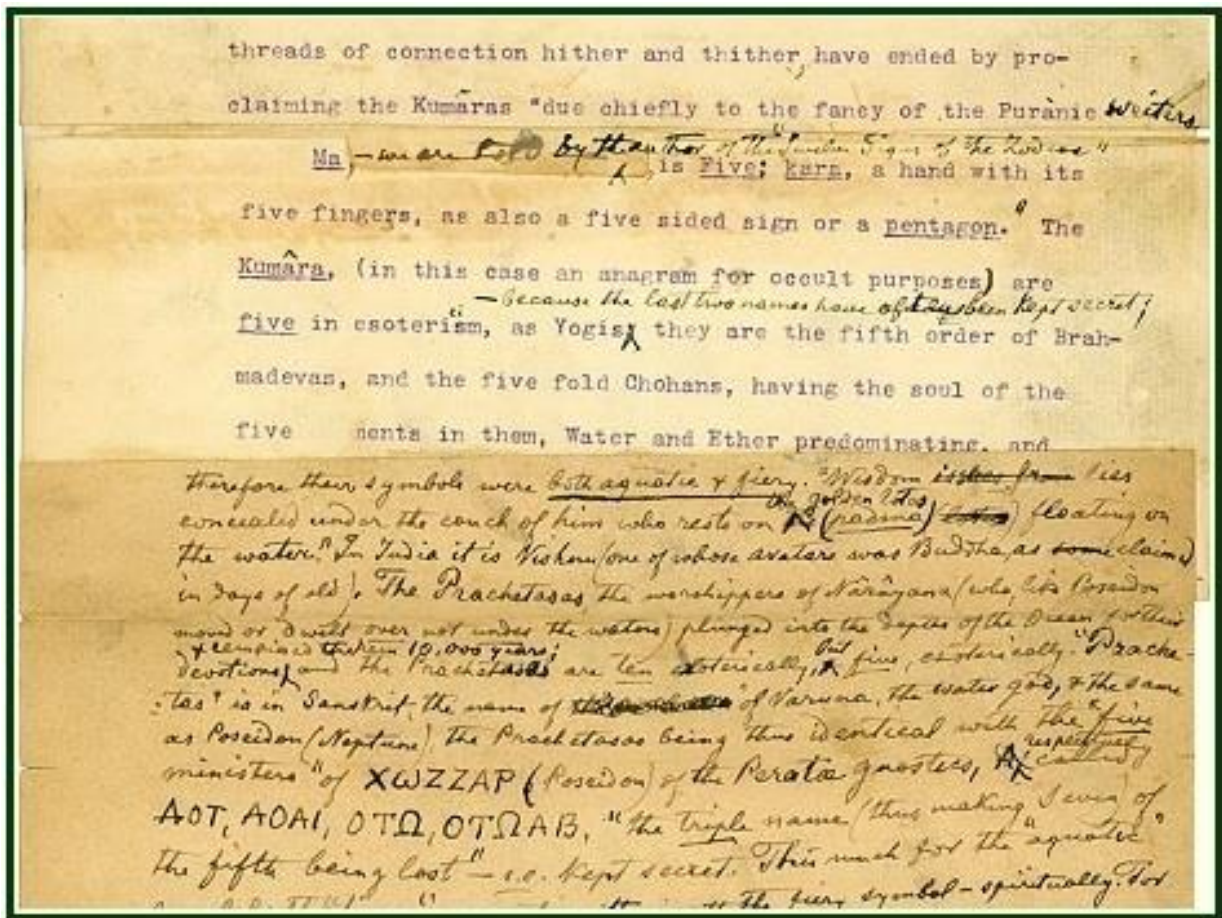 threads of connection hither and thither, have ended by pro-
claiming the Kumâras "due chiefly to the fancy of the Purânic writers
Ma, – we are told by the author of the "Twelve Signs of the Zodiac"
is Five; kara, a hand with its
five fingers, as also a five sided sign or a pentagon." The
Kumâra, (in this case an anagram for occult purposes) are
– because the last two names have often been kept secret;
five in esoterism, as Yogis, they are the fifth order of Brah-
madevas, and the five fold Chohans, having the soul of the
five ments in them, Water and Ether predominating, and
therefore their symbols were both aquatic & fiery. "Wisdom lies
the golden lotos
concealed under the couch of him who rests on (padma) floating on
the water." In India it is Vishnu (one of whose avatars was Buddha, as claimed
in days of old). The Prachetasas, the worshippers of Nârâyana (who, like Poseidon
moved or dwelt over not under the waters) plunged into the depths of the Ocean for their
& remained therein 10,000 years;
devotions, and the Prachetasas are ten exoterically, but five, esoterically. "Prache-
tas" is in Sanskrit, the name of Varuna, the water god, & the same
as Poseidon (Neptune) the Prachetasas being thus identical with the "five
respectively
ministers" of ΧΩΖΖΑΡ (Poseidon) of the Peratæ gnostics, called
ΑΟΤ, ΑΟΑΙ, ΟΤΩ, ΟΤΩΑΒ, "the triple name (thus making seven) of
the fifth being lost" – i.e. kept secret. This much for the "aquatic"
the fiery symbol – spiritually. For